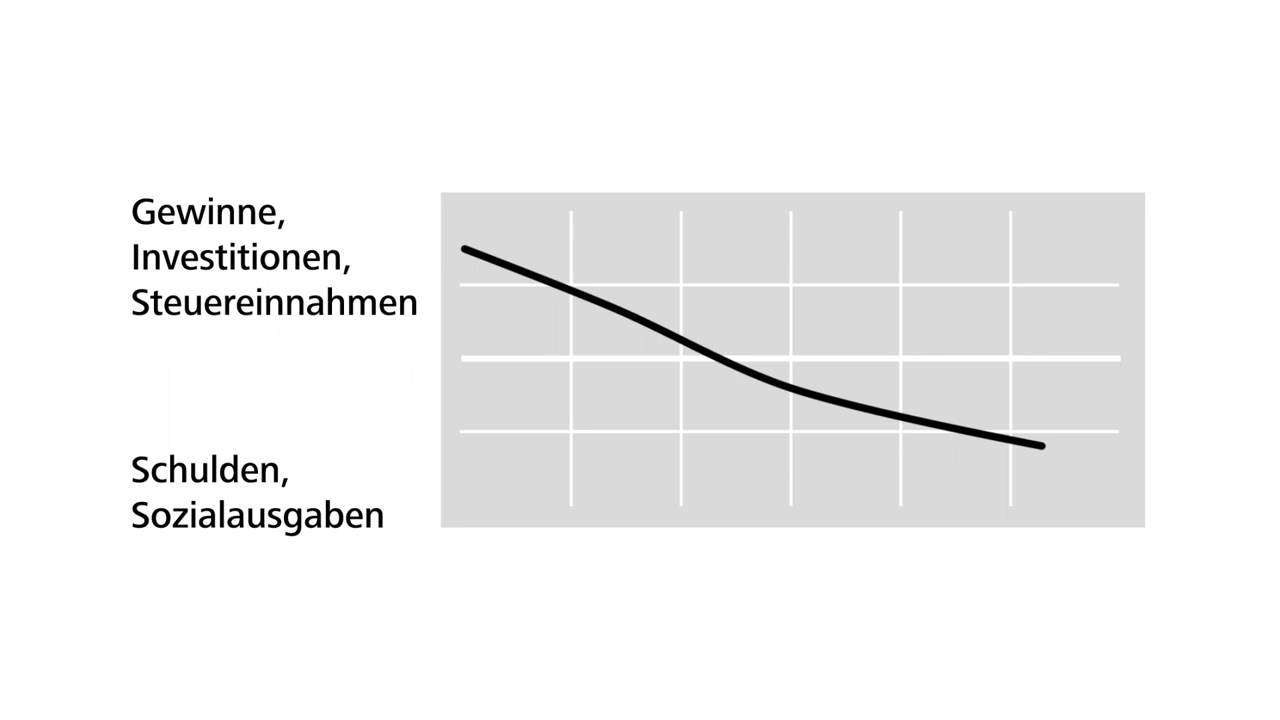 Gewinne,
Investitionen,
Steuereinnahmen
Schulden,
Sozialausgaben